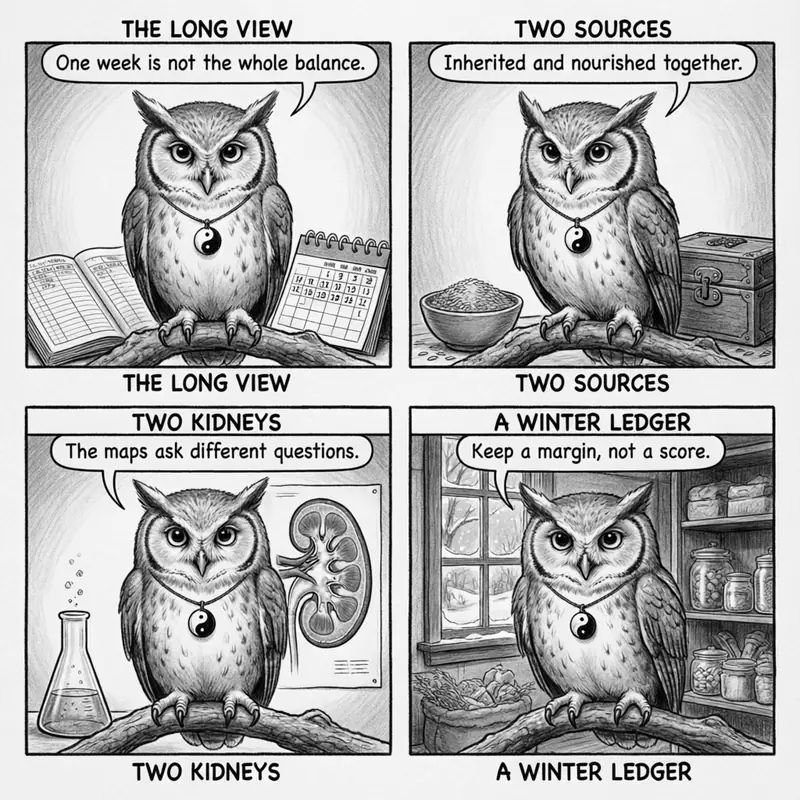 THE LONG VIEW
One week is not the whole balance.
THE LONG VIEW
TWO SOURCES
Inherited and nourished together.
TWO SOURCES
TWO KIDNEYS
The maps ask different questions.
TWO KIDNEYS
A WINTER LEDGER
Keep a margin, not a score.
A WINTER LEDGER